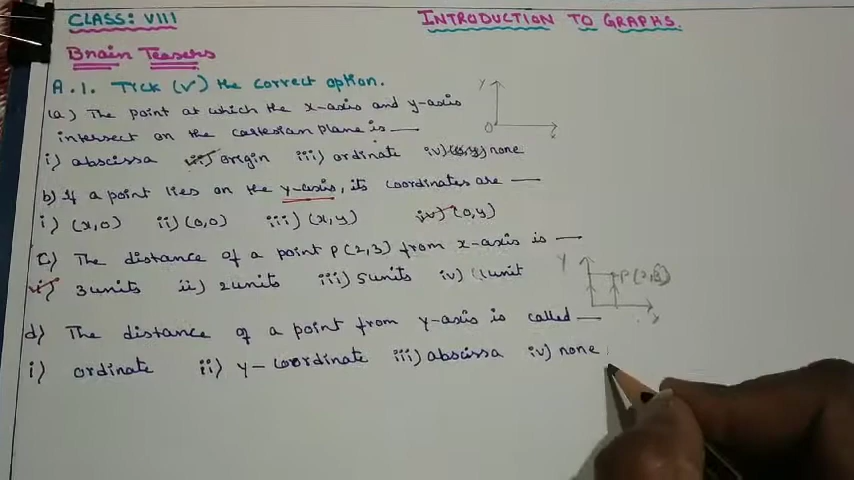 CLASS: VIII
INTRODUCTION TO GRAPHS
Brain Teasers
A.1. Tick (√) the correct option.
(a) The point at which the x-axis and y-axis
intersect on the cartesian plane is ——
i) abscissa ii) origin iii) ordinate iv) none
Y
O
X
b) If a point lies on the y-axis, its coordinates are ——
i) (x,0) ii) (0,0) iii) (x,y) iv) (0,y)
c) The distance of a point P(2,3) from x-axis is ——
i) 3units ii) 2units iii) 5units iv) 1unit
Y
P(2,3)
X
d) The distance of a point from y-axis is called ——
i) ordinate ii) y-coordinate iii) abscissa iv) none